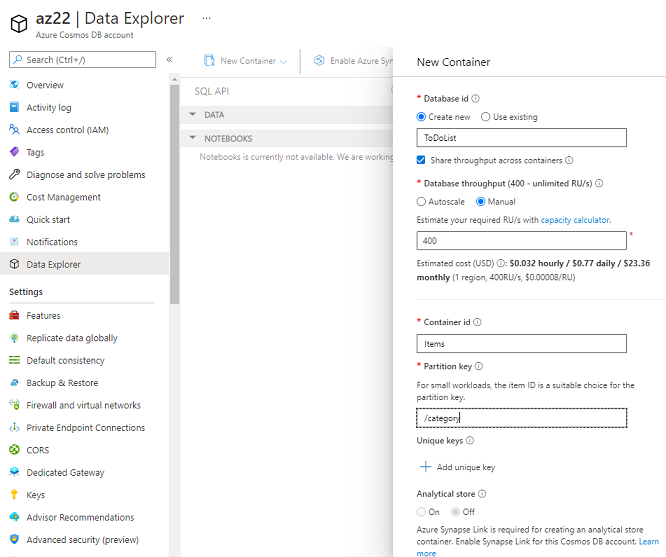 az22 | Data Explorer ...
Azure Cosmos DB account
Search (Ctrl+/)
«
Overview
Activity log
Access control (IAM)
Tags
Diagnose and solve problems
Cost Management
Quick start
Notifications
Data Explorer
Settings
Features
Replicate data globally
Default consistency
Backup & Restore
Firewall and virtual networks
Private Endpoint Connections
CORS
Dedicated Gateway
Keys
Advisor Recommendations
Advanced security (preview)
New Container
Enable Azure Syn
SQL API
DATA
NOTEBOOKS
Notebooks is currently not available. We are working
New Container
* Database id
Create new Use existing
ToDoList
Share throughput across containers
* Database throughput (400 - unlimited RU/s)
Autoscale Manual
Estimate your required RU/s with capacity calculator.
400 *
Estimated cost (USD) : $0.032 hourly / $0.77 daily / $23.36
monthly (1 region, 400RU/s, $0.00008/RU)
* Container id
Items
* Partition key
For small workloads, the item ID is a suitable choice for the
partition key.
/category
Unique keys
+ Add unique key
Analytical store
On Off
Azure Synapse Link is required for creating an analytical store
container. Enable Synapse Link for this Cosmos DB account. Learn
more